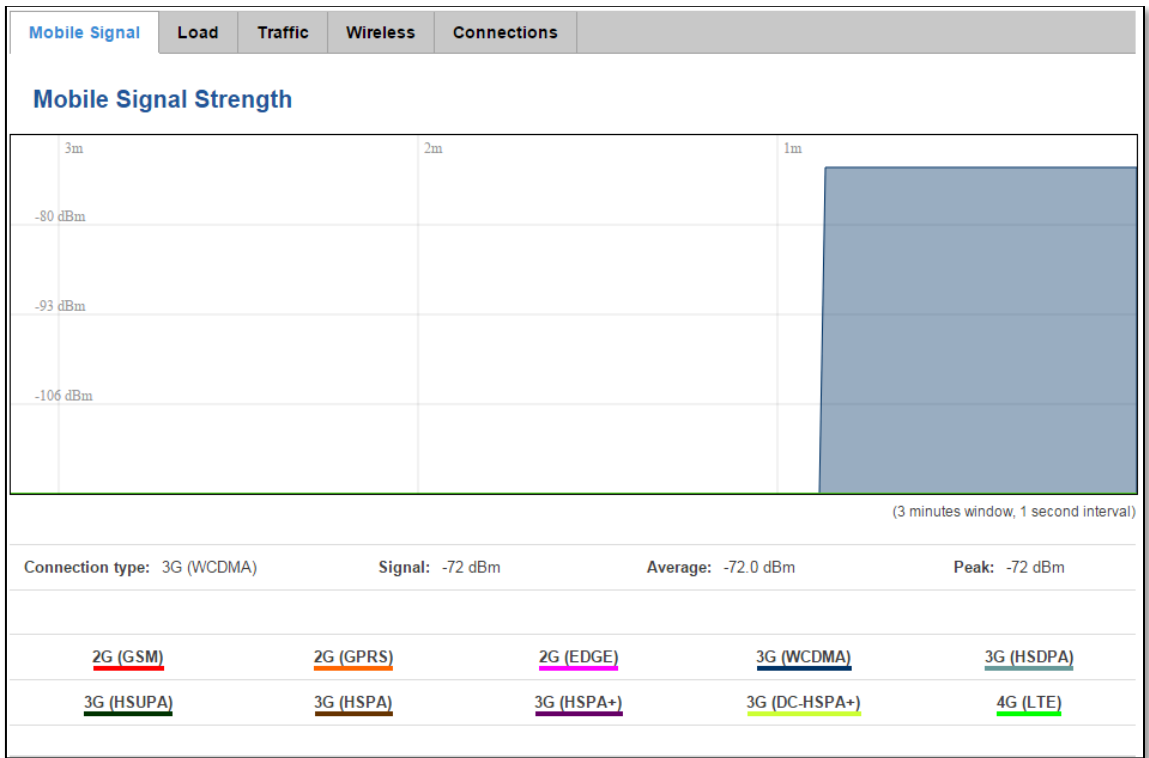 Mobile Signal Load Traffic Wireless Connections
Mobile Signal Strength
3m 2m 1m
-80 dBm
-93 dBm
-106 dBm
(3 minutes window, 1 second interval)
Connection type: 3G (WCDMA) Signal: -72 dBm Average: -72.0 dBm Peak: -72 dBm
2G (GSM) 2G (GPRS) 2G (EDGE) 3G (WCDMA) 3G (HSDPA)
3G (HSUPA) 3G (HSPA) 3G (HSPA+) 3G (DC-HSPA+) 4G (LTE)